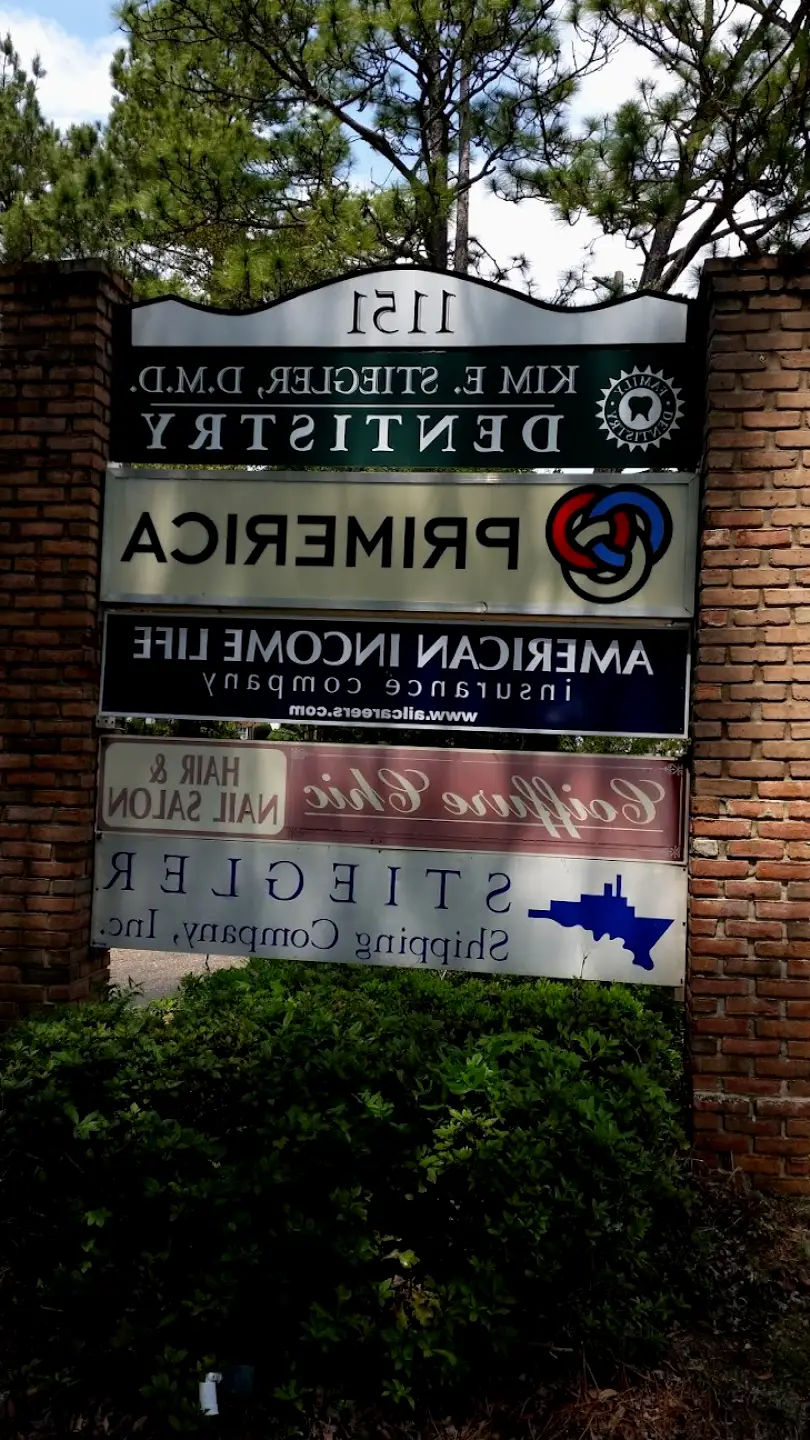 1151
KIM E. STIEGLER, D.M.D.
DENTISTRY
FAMILY DENTISTRY
PRIMERICA
AMERICAN INCOME LIFE
insurance company
www.ailcareers.com
Coiffure Chic
HAIR &
NAIL SALON
STIEGLER
Shipping Company, Inc.